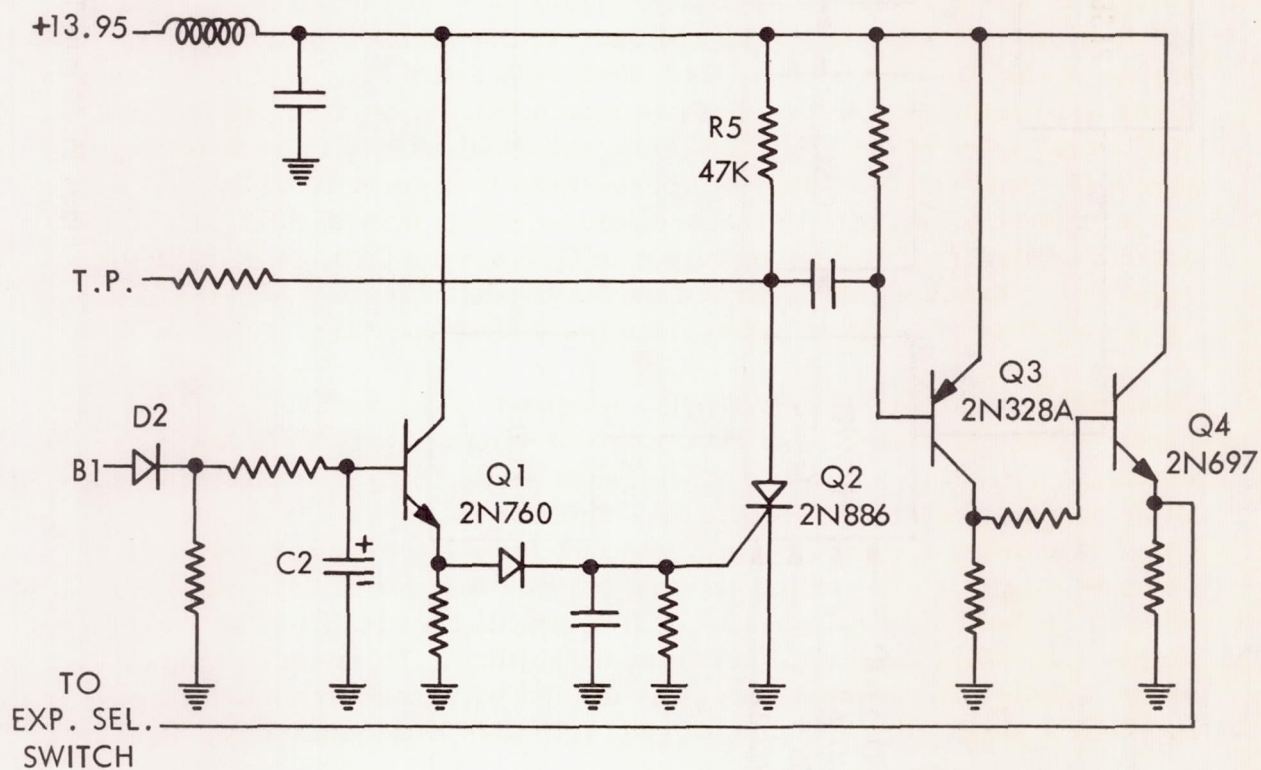 +13.95
R5
47K
T.P.
D2
B1
Q1
2N760
C2
+
Q2
2N886
Q3
2N328A
Q4
2N697
TO
EXP. SEL.
SWITCH